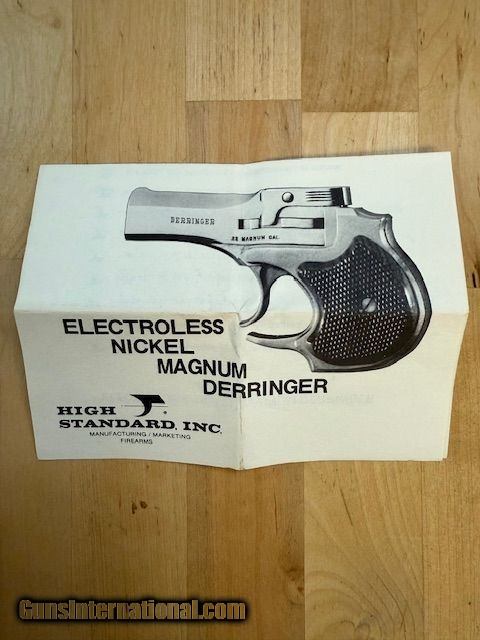 DERRINGER
.22 MAGNUM CAL.
ELECTROLESS
NICKEL
MAGNUM
DERRINGER
HIGH ®
STANDARD, INC.
MANUFACTURING / MARKETING
FIREARMS
GunsInternational.com